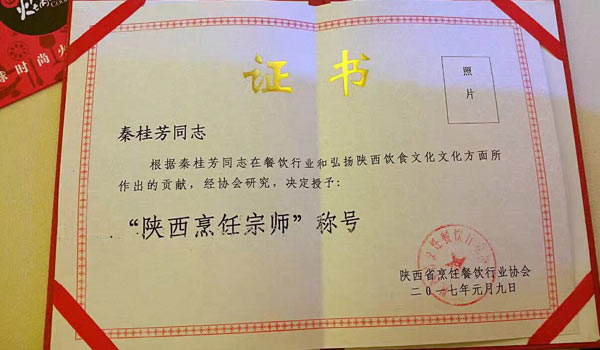 证书
照
片
秦桂芳同志
根据秦桂芳同志在餐饮行业和弘扬陕西饮食文化文化方面所
作出的贡献，经协会研究，决定授予：
“陕西烹饪宗师”称号
陕西省烹饪餐饮行业协会
二0一七年元月九日
时尚火